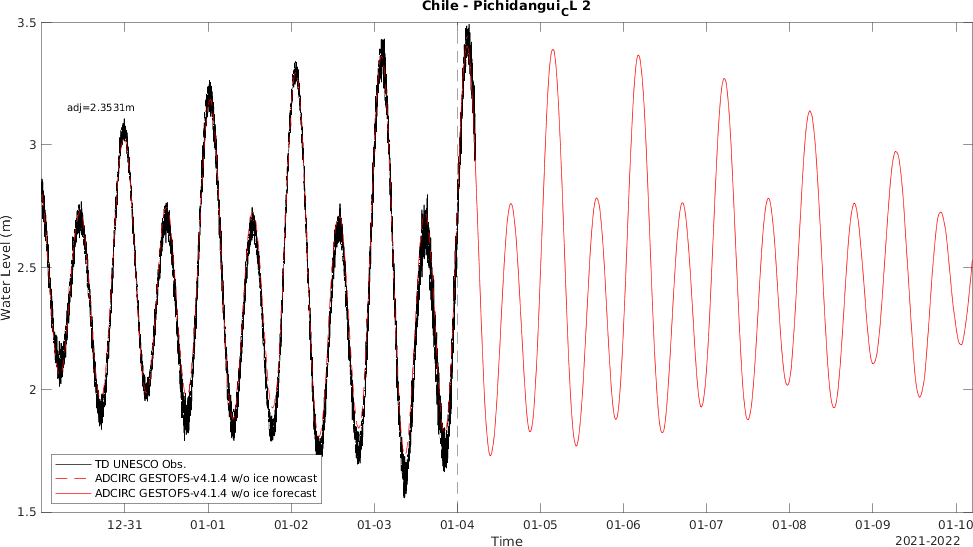 Chile - PichidanguiCL 2
3.5
adj=2.3531m
3
Water Level (m)
2.5
2
TD UNESCO Obs.
ADCIRC GESTOFS-v4.1.4 w/o ice nowcast
ADCIRC GESTOFS-v4.1.4 w/o ice forecast
1.5
12-31 01-01 01-02 01-03 01-04 01-05 01-06 01-07 01-08 01-09 01-10
Time
2021-2022